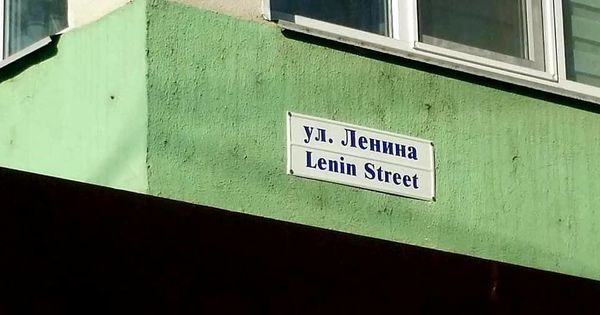 ул. Ленина
Lenin Street